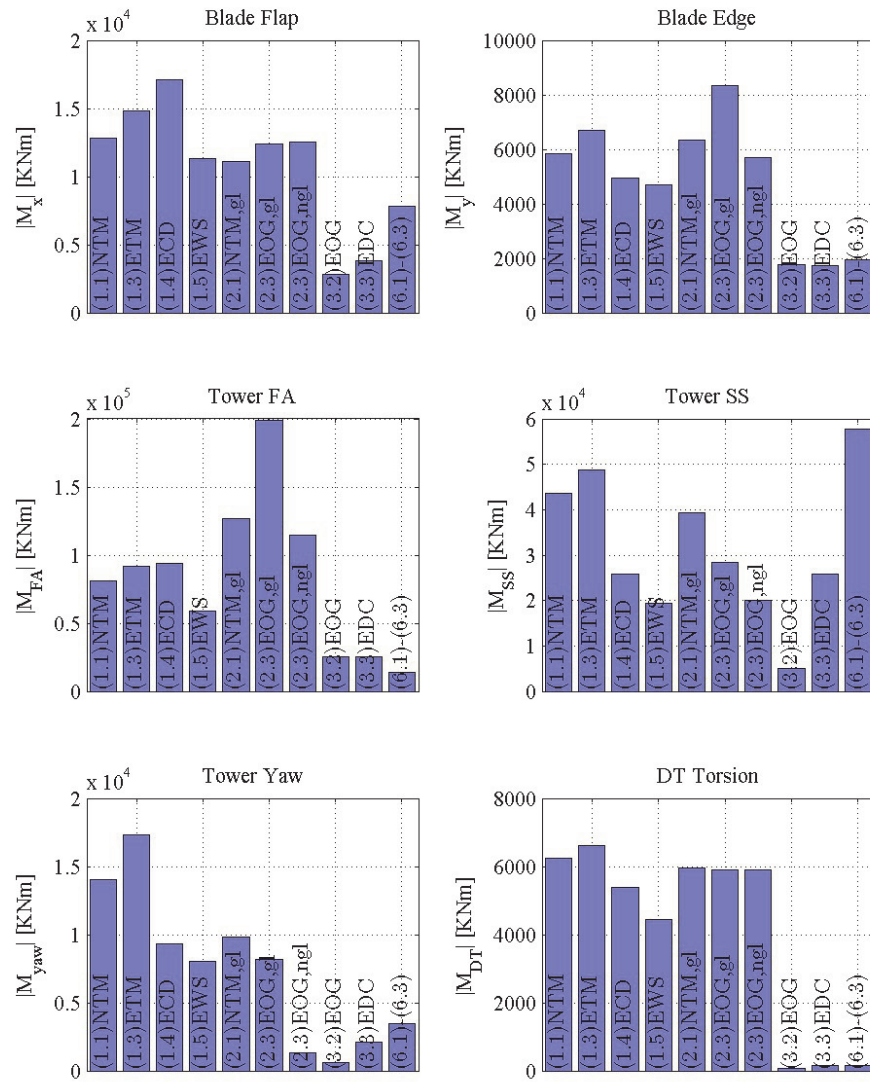 x 10^4
Blade Flap
2
1.5
1
0.5
0
|M_x| [KNm]
(1.1)NTM
(1.3)ETM
(1.4)ECD
(1.5)EWS
(2.1)NTM,gl
(2.3)EOG,gl
(2.3)EOG,ngl
(3.2)EOG
(3.3)EDC
(6.1)-(6.3)
Blade Edge
10000
8000
6000
4000
2000
0
|M_y| [KNm]
(1.1)NTM
(1.3)ETM
(1.4)ECD
(1.5)EWS
(2.1)NTM,gl
(2.3)EOG,gl
(2.3)EOG,ngl
(3.2)EOG
(3.3)EDC
(6.1)-(6.3)
x 10^5
Tower FA
2
1.5
1
0.5
0
|M_FA| [KNm]
(1.1)NTM
(1.3)ETM
(1.4)ECD
(1.5)EWS
(2.1)NTM,gl
(2.3)EOG,gl
(2.3)EOG,ngl
(3.2)EOG
(3.3)EDC
(6.1)-(6.3)
x 10^4
Tower SS
6
5
4
3
2
1
0
|M_SS| [KNm]
(1.1)NTM
(1.3)ETM
(1.4)ECD
(1.5)EWS
(2.1)NTM,gl
(2.3)EOG,gl
(2.3)EOG,ngl
(3.2)EOG
(3.3)EDC
(6.1)-(6.3)
x 10^4
Tower Yaw
2
1.5
1
0.5
0
|M_yaw| [KNm]
(1.1)NTM
(1.3)ETM
(1.4)ECD
(1.5)EWS
(2.1)NTM,gl
(2.3)EOG,gl
(2.3)EOG,ngl
(3.2)EOG
(3.3)EDC
(6.1)-(6.3)
DT Torsion
8000
6000
4000
2000
0
|M_DT| [KNm]
(1.1)NTM
(1.3)ETM
(1.4)ECD
(1.5)EWS
(2.1)NTM,gl
(2.3)EOG,gl
(2.3)EOG,ngl
(3.2)EOG
(3.3)EDC
(6.1)-(6.3)